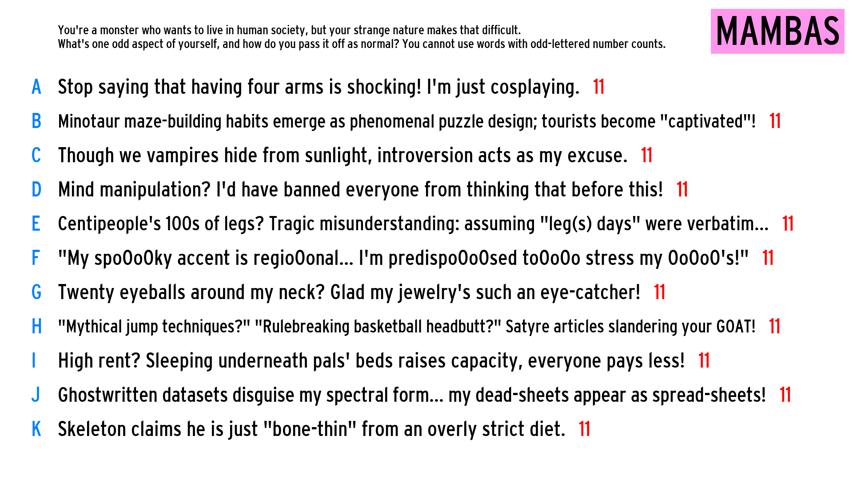 You're a monster who wants to live in human society, but your strange nature makes that difficult.
What's one odd aspect of yourself, and how do you pass it off as normal? You cannot use words with odd-lettered number counts.
MAMBAS
A Stop saying that having four arms is shocking! I'm just cosplaying. 11
B Minotaur maze-building habits emerge as phenomenal puzzle design; tourists become "captivated"! 11
C Though we vampires hide from sunlight, introversion acts as my excuse. 11
D Mind manipulation? I'd have banned everyone from thinking that before this! 11
E Centipeople's 100s of legs? Tragic misunderstanding: assuming "leg(s) days" were verbatim... 11
F "My spoOoOky accent is regioOonal... I'm predispoOoOsed toOoOo stress my OoOoO's!" 11
G Twenty eyeballs around my neck? Glad my jewelry's such an eye-catcher! 11
H "Mythical jump techniques?" "Rulebreaking basketball headbutt?" Satyre articles slandering your GOAT! 11
I High rent? Sleeping underneath pals' beds raises capacity, everyone pays less! 11
J Ghostwritten datasets disguise my spectral form... my dead-sheets appear as spread-sheets! 11
K Skeleton claims he is just "bone-thin" from an overly strict diet. 11